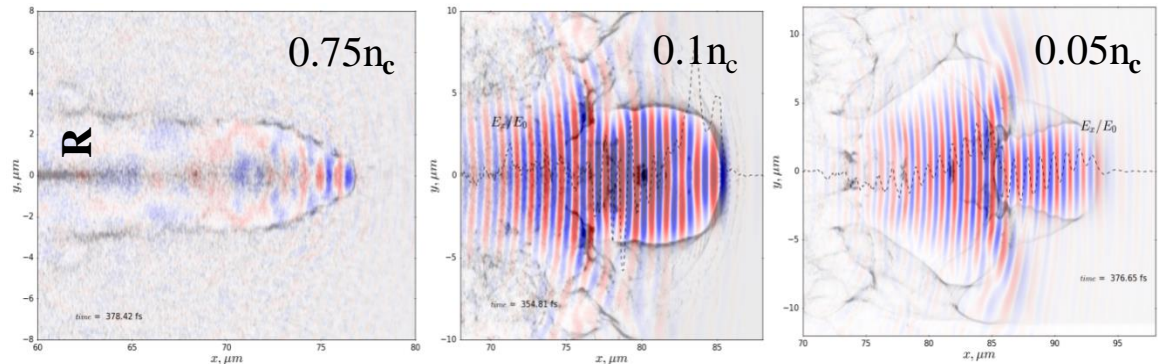 0.75n_c
R
y, μm
8
6
4
2
0
−2
−4
−6
−8
time = 378.42 fs
60 65 70 75 80
x, μm
0.1n_c
E_x/E_0
y, μm
10
5
0
−5
−10
time = 354.81 fs
70 75 80 85
x, μm
0.05n_c
E_x/E_0
y, μm
10
5
0
−5
−10
time = 376.65 fs
70 75 80 85 90 95
x, μm